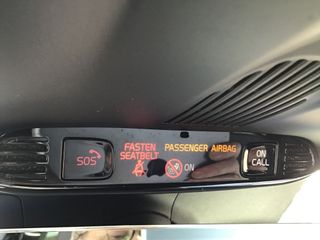 SOS
FASTEN
SEATBELT
PASSENGER AIRBAG
ON
ON
CALL